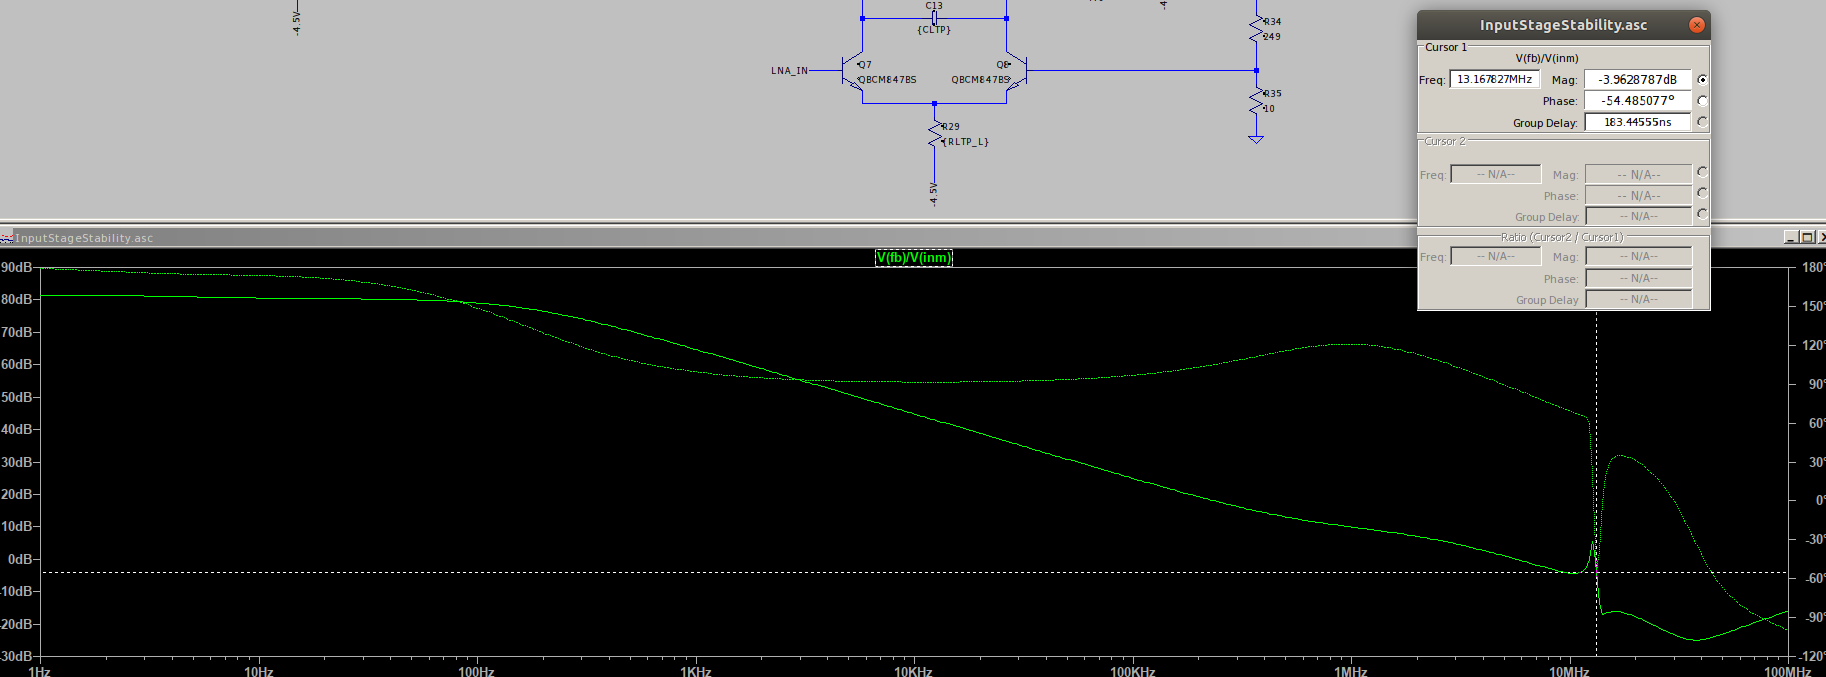 C13
{CLTP}
-4.5V
LNA_IN
Q7
QBCM847BS
Q8
QBCM847BS
R34
249
R35
10
R29
{RLTP_L}
-4.5V
InputStageStability.asc
Cursor 1
V(fb)/V(inm)
Freq: 13.167827MHz Mag: -3.9628787dB
Phase: -54.485077°
Group Delay: 183.44555ns
Cursor 2
Freq: -- N/A-- Mag: -- N/A--
Phase: -- N/A--
Group Delay: -- N/A--
Ratio (Cursor2 / Cursor1)
Freq: -- N/A-- Mag: -- N/A--
Phase: -- N/A--
Group Delay -- N/A--
InputStageStability.asc
V(fb)/V(inm)
90dB
80dB
70dB
60dB
50dB
40dB
30dB
20dB
10dB
0dB
10dB
20dB
30dB
180°
150°
120°
90°
60°
30°
0°
-30°
-60°
-90°
-120°
1Hz 10Hz 100Hz 1KHz 10KHz 100KHz 1MHz 10MHz 100MHz